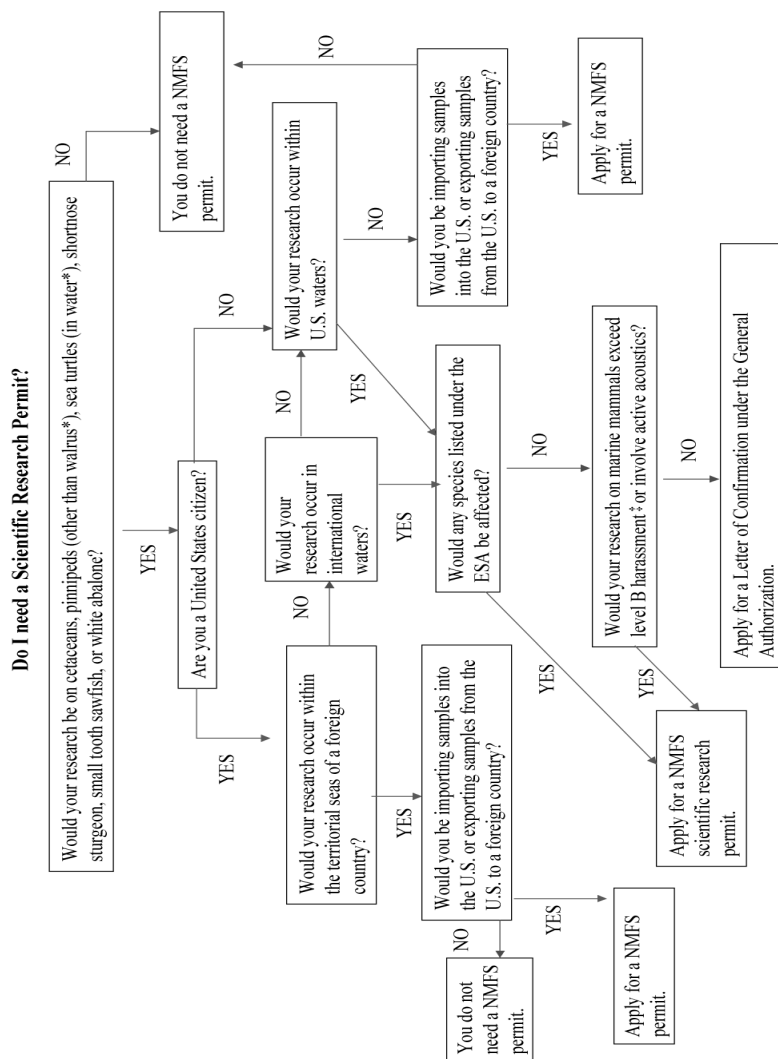 Do I need a Scientific Research Permit?
Would your research be on cetaceans, pinnipeds (other than walrus*), sea turtles (in water*), shortnose
sturgeon, small tooth sawfish, or white abalone?
NO
You do not need a NMFS
permit.
YES
Are you a United States citizen?
YES
NO
Would your research occur within
the territorial seas of a foreign
country?
NO
Would your
research occur in
international
waters?
NO
Would your research occur within
U.S. waters?
NO
NO
YES
YES
YES
Would you be importing samples into
the U.S. or exporting samples from the
U.S. to a foreign country?
Would any species listed under the
ESA be affected?
Would you be importing samples
into the U.S. or exporting samples
from the U.S. to a foreign country?
NO
YES
YES
NO
YES
You do not
need a NMFS
permit.
Apply for a NMFS
permit.
Would your research on marine mammals exceed
level B harassment‡ or involve active acoustics?
Apply for a NMFS
permit.
YES
NO
Apply for a NMFS
scientific research
permit.
Apply for a Letter of Confirmation under the General
Authorization.